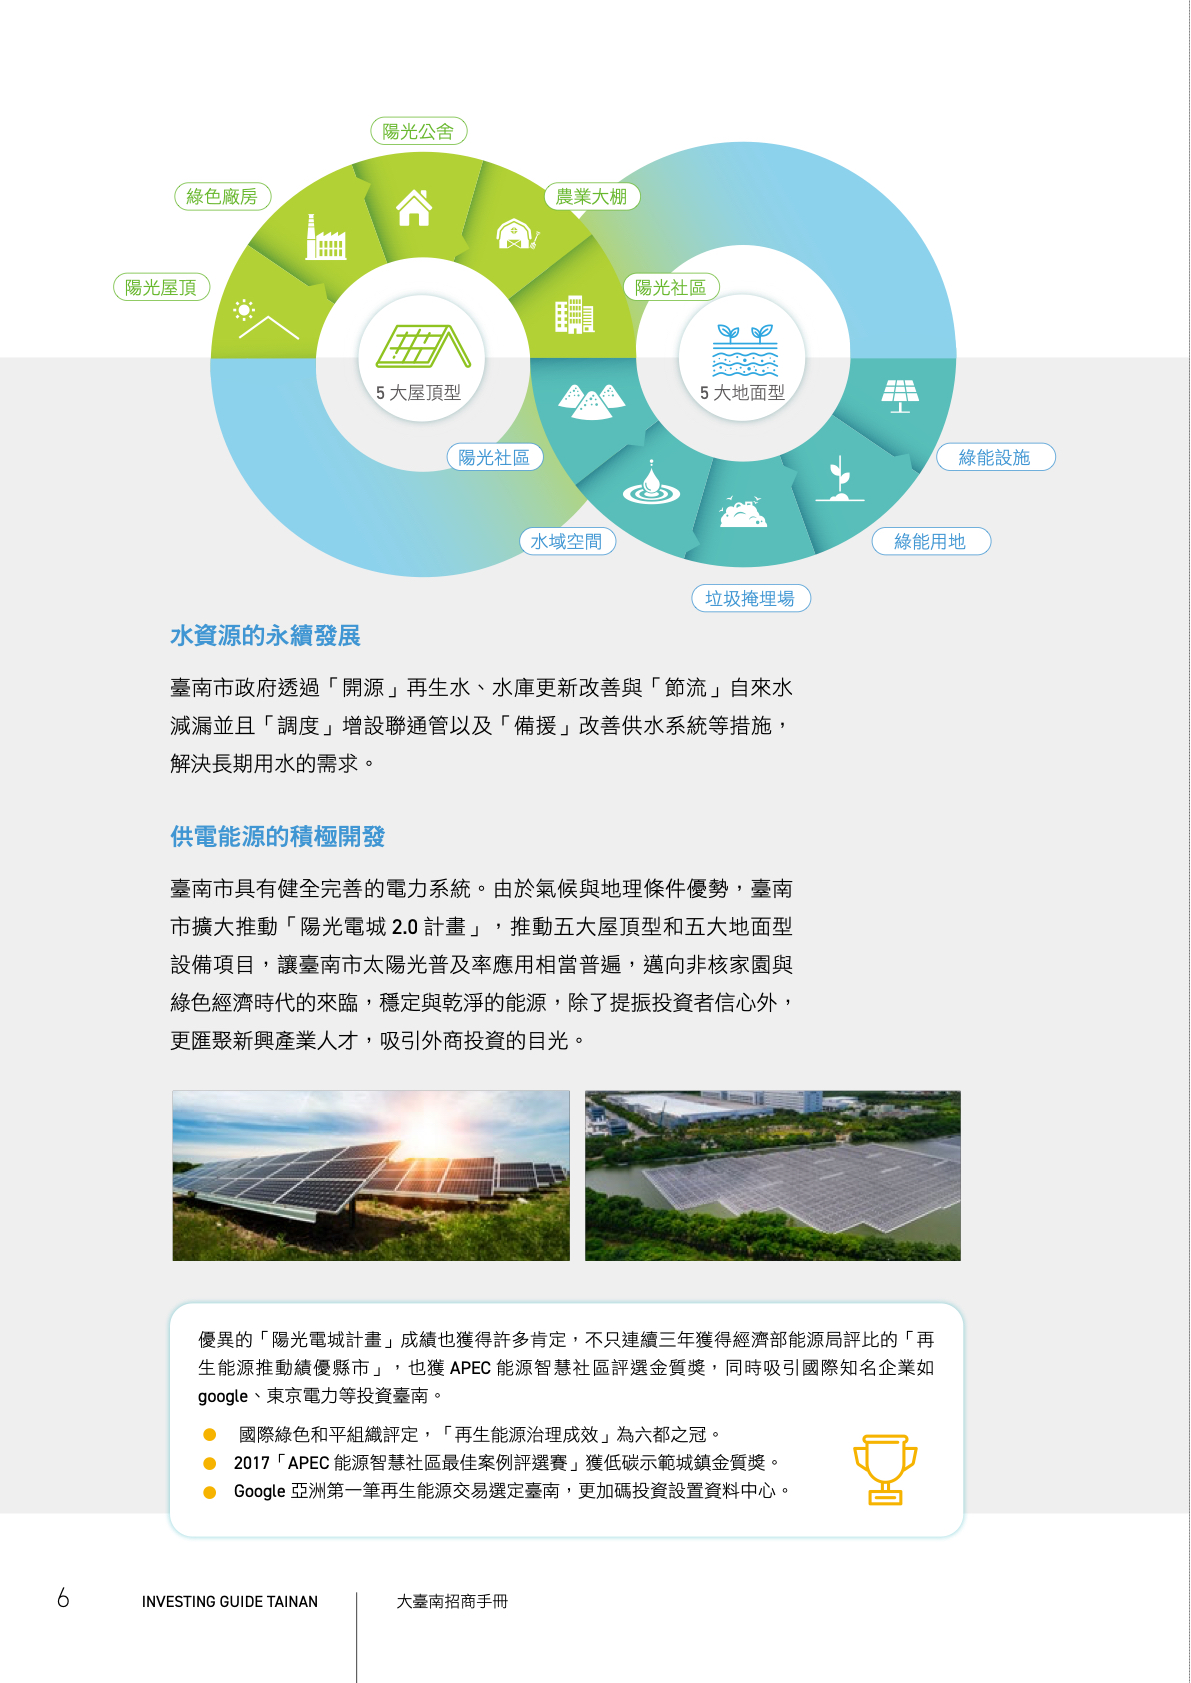 陽光公舍
綠色廠房
農業大棚
陽光屋頂
陽光社區
5 大屋頂型
5 大地面型
陽光社區
綠能設施
水域空間
綠能用地
垃圾掩埋場
水資源的永續發展
臺南市政府透過「開源」再生水、水庫更新改善與「節流」自來水
減漏並且「調度」增設聯通管以及「備援」改善供水系統等措施，
解決長期用水的需求。
供電能源的積極開發
臺南市具有健全完善的電力系統。由於氣候與地理條件優勢，臺南
市擴大推動「陽光電城 2.0 計畫」，推動五大屋頂型和五大地面型
設備項目，讓臺南市太陽光普及率應用相當普遍，邁向非核家園與
綠色經濟時代的來臨，穩定與乾淨的能源，除了提振投資者信心外，
更匯聚新興產業人才，吸引外商投資的目光。
優異的「陽光電城計畫」成績也獲得許多肯定，不只連續三年獲得經濟部能源局評比的「再
生能源推動績優縣市」，也獲 APEC 能源智慧社區評選金質獎，同時吸引國際知名企業如
google、東京電力等投資臺南。
● 國際綠色和平組織評定，「再生能源治理成效」為六都之冠。
● 2017「APEC 能源智慧社區最佳案例評選賽」獲低碳示範城鎮金質獎。
● Google 亞洲第一筆再生能源交易選定臺南，更加碼投資設置資料中心。
6 INVESTING GUIDE TAINAN 大臺南招商手冊